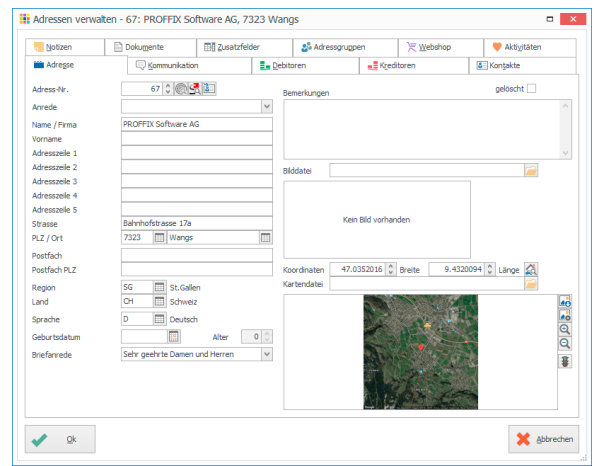 Adressen verwalten - 67: PROFFIX Software AG, 7323 Wangs
Notizen Dokumente Zusatzfelder Adressgruppen Webshop Aktivitäten
Adresse Kommunikation Debitoren Kreditoren Kontakte
Adress-Nr. 67
Anrede
Name / Firma PROFFIX Software AG
Vorname
Adresszeile 1
Adresszeile 2
Adresszeile 3
Adresszeile 4
Adresszeile 5
Strasse Bahnhofstrasse 17a
PLZ / Ort 7323 Wangs
Postfach
Postfach PLZ
Region SG St.Gallen
Land CH Schweiz
Sprache D Deutsch
Geburtsdatum Alter 0
Briefanrede Sehr geehrte Damen und Herren
Bemerkungen gelöscht
Bilddatei
Kein Bild vorhanden
Koordinaten 47.0352016 Breite 9.4320094 Länge
Kartendatei
Google
Ok
Abbrechen